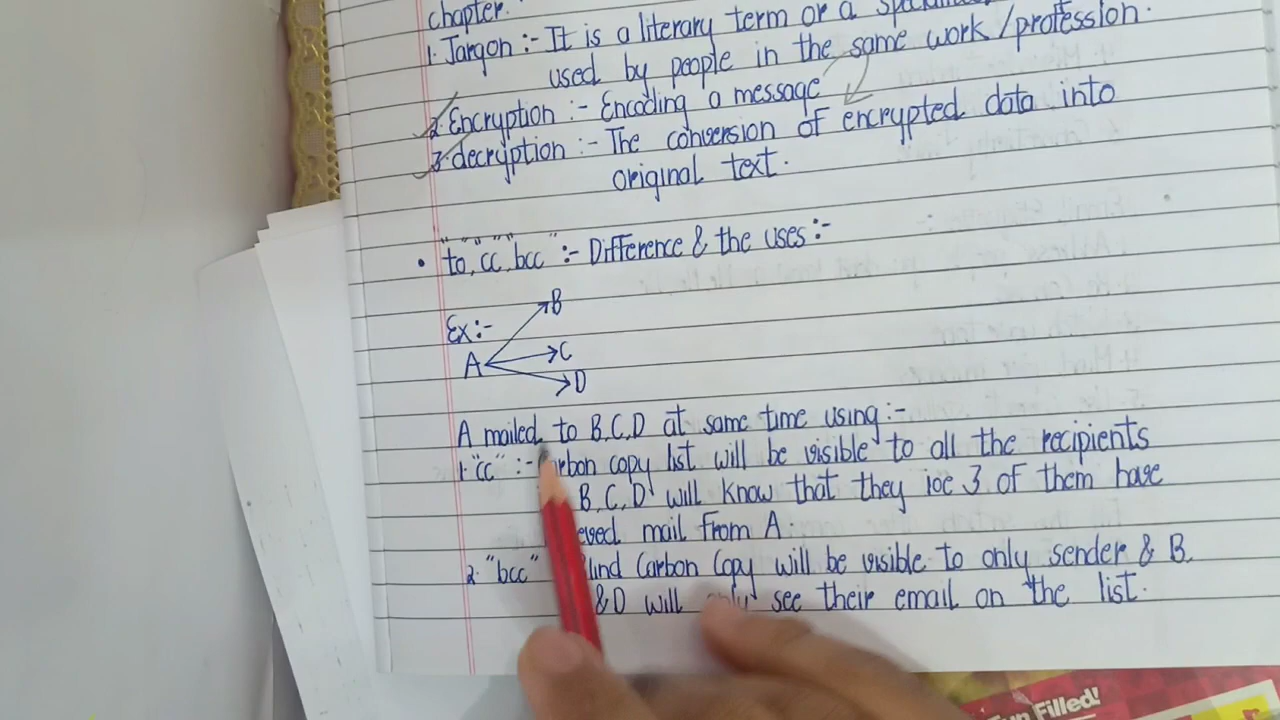 chapter.
1. Jargon :- It is a literary term or a
used by people in the same work/profession.
2. Encryption :- Encoding a message
3. decryption :- The conversion of encrypted data into
original text.
• "to", "cc", "bcc" :- Difference & the uses :-
Ex :-
B
A
C
D
A mailed to B.C.D at same time using :-
1. "cc" :- Carbon copy list will be visible to all the recipients
B, C, D will know that they ioe 3 of them have
mail from A
2. "bcc" Blind Carbon Copy will be visible to only sender & B.
&D will only see their email on the list.
Fun Filled!